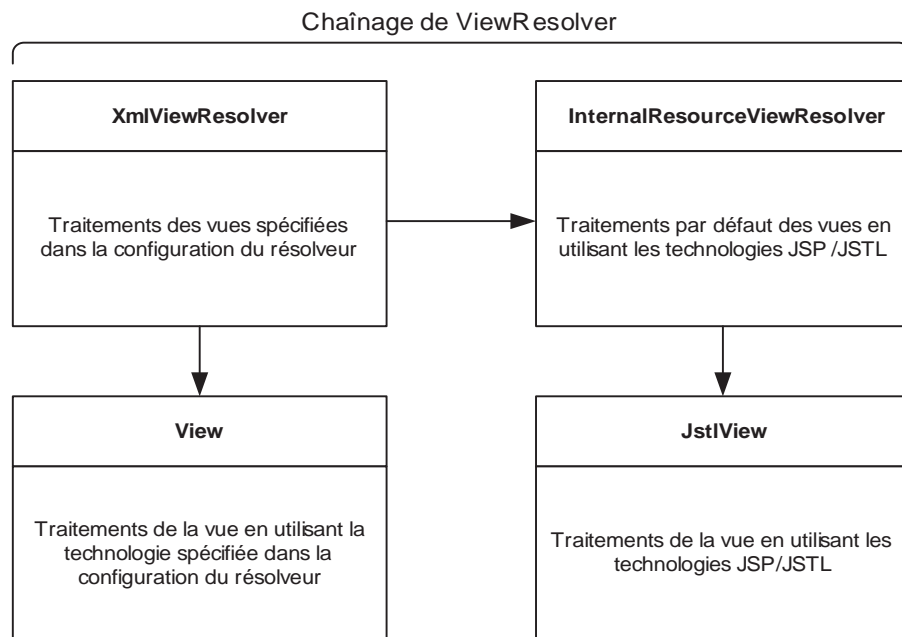 Chaînage de ViewResolver
XmlViewResolver
Traitements des vues spécifiées
dans la configuration du résolveur
InternalResourceViewResolver
Traitements par défaut des vues en
utilisant les technologies JSP /JSTL
View
Traitements de la vue en utilisant la
technologie spécifiée dans la
configuration du résolveur
JstlView
Traitements de la vue en utilisant les
technologies JSP/JSTL